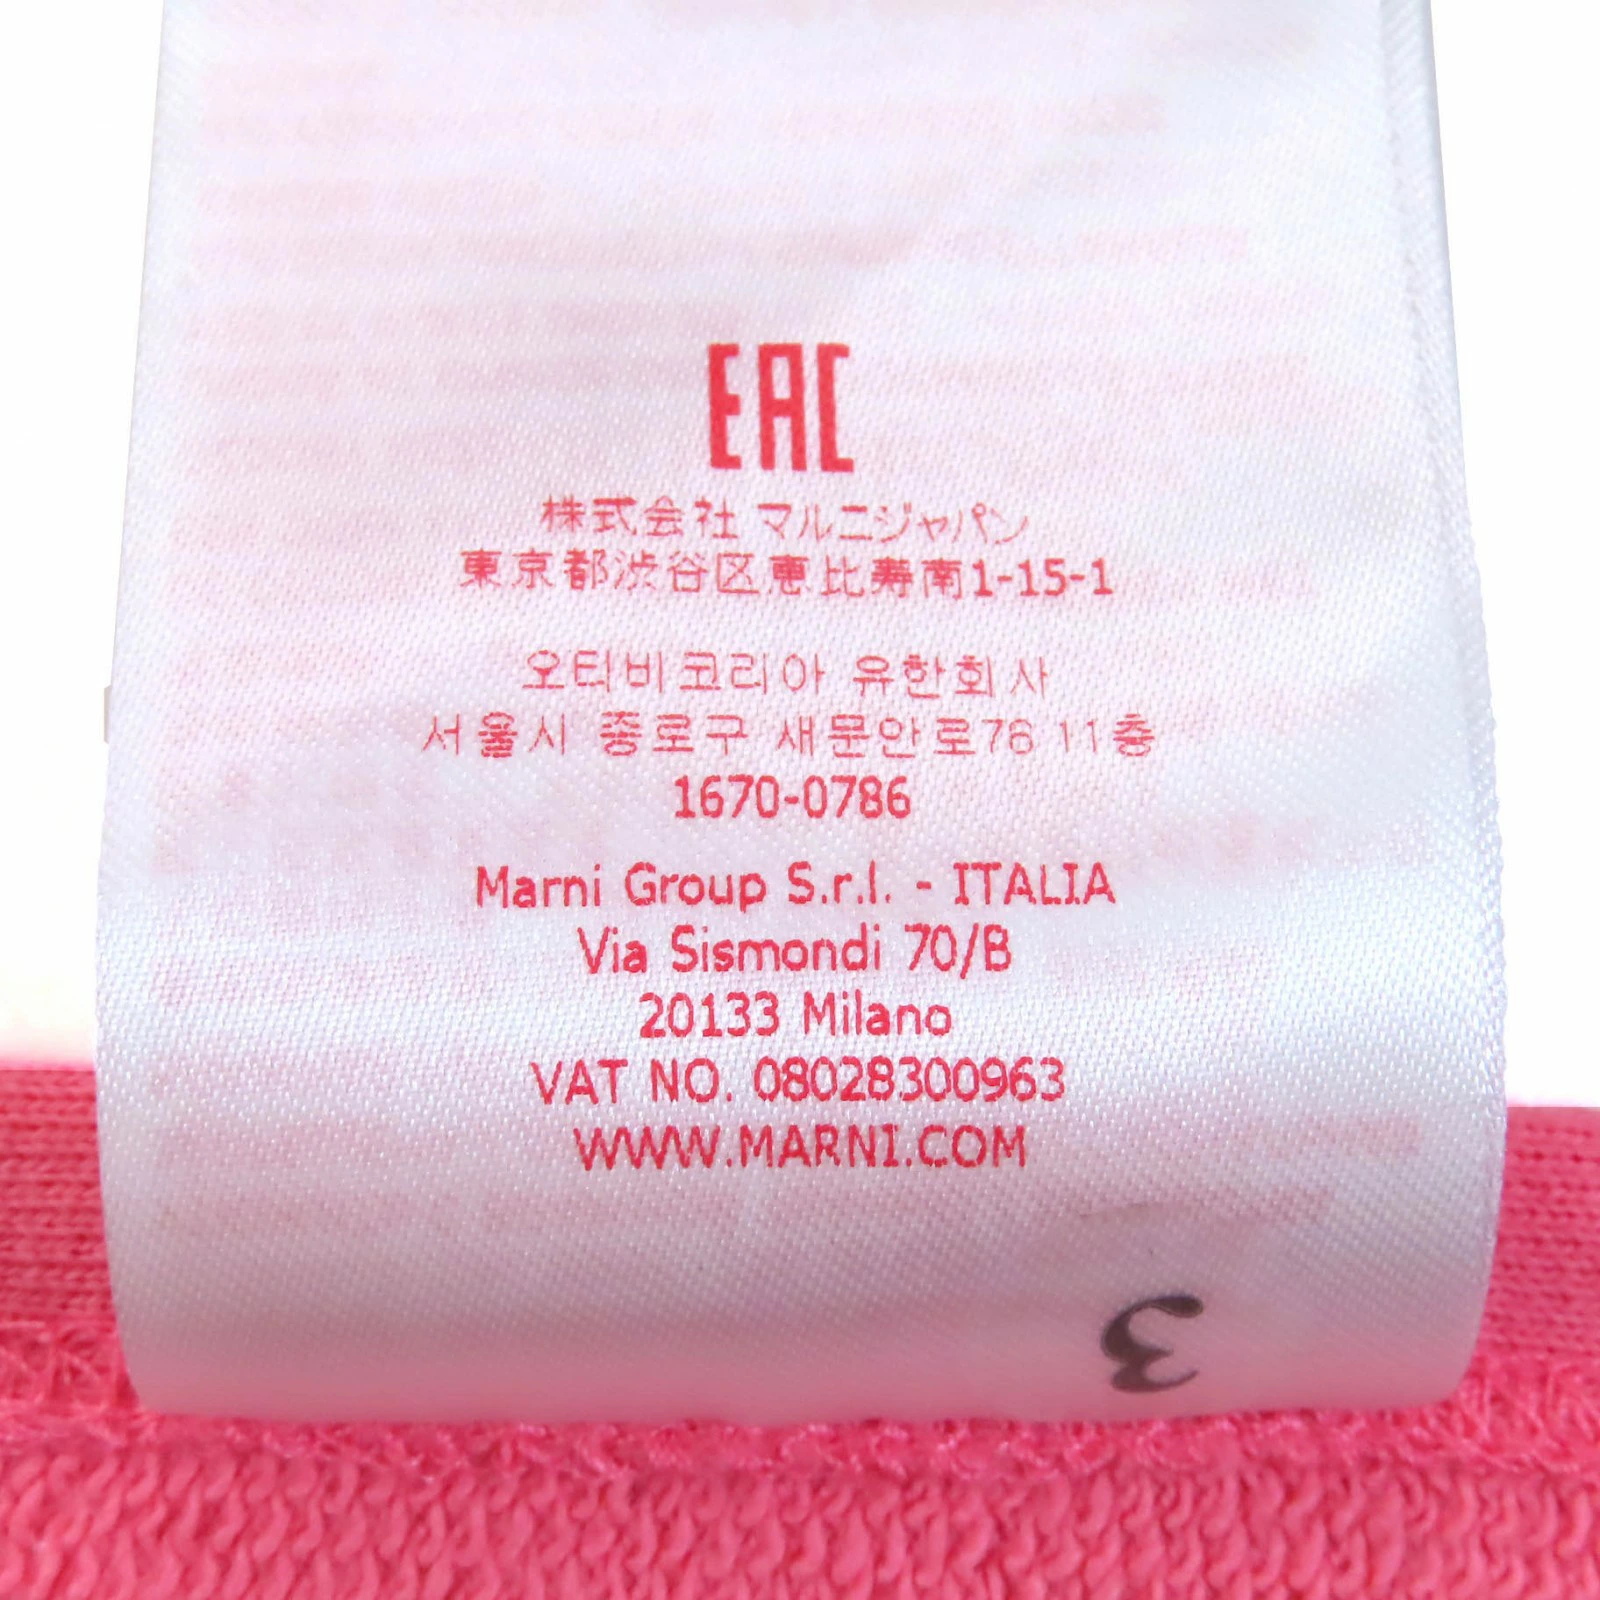 EAC
株式会社 マルニジャパン
東京都渋谷区恵比寿南1-15-1
오티비코리아 유한회사
서울시 종로구 새문안로76 11층
1670-0786
Marni Group S.r.l. - ITALIA
Via Sismondi 70/B
20133 Milano
VAT NO. 08028300963
WWW.MARNI.COM
3